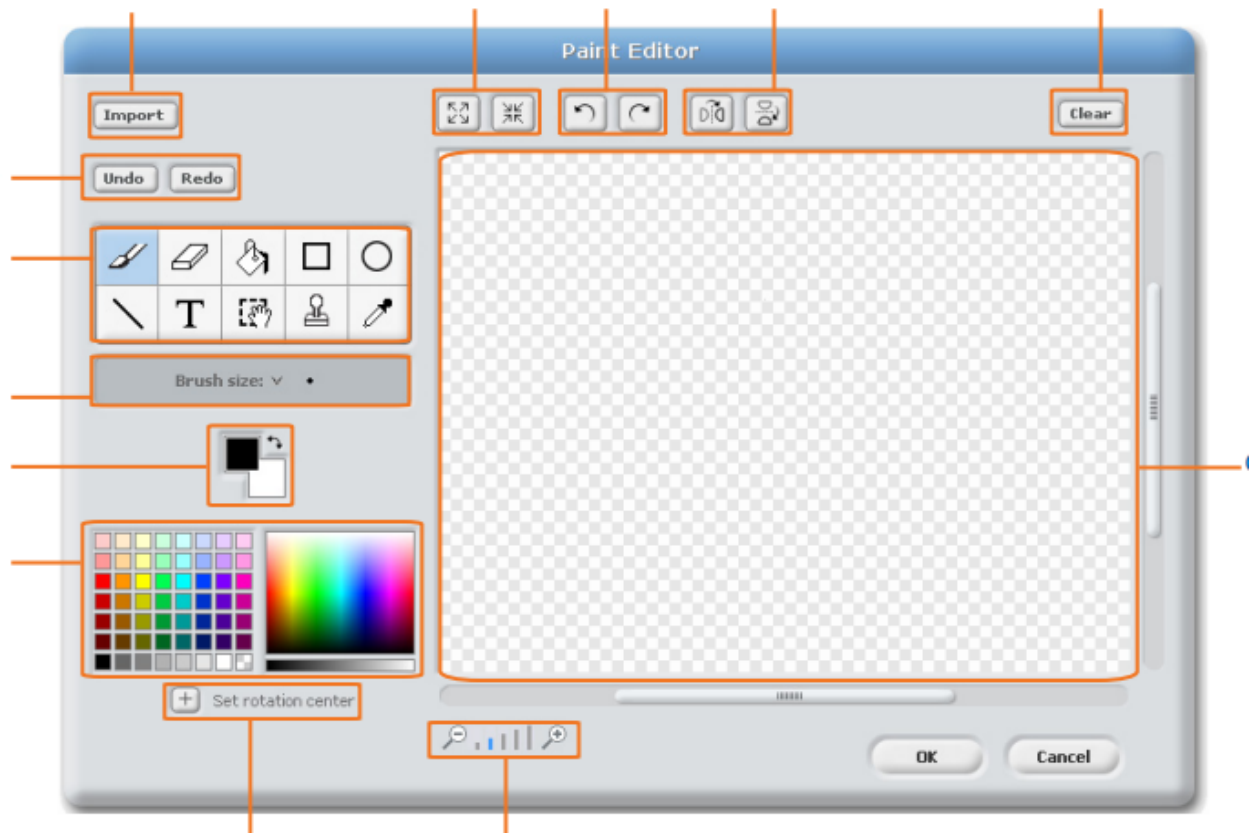 Paint Editor
Import
Clear
Undo Redo
T
Brush size:
Set rotation center
OK Cancel